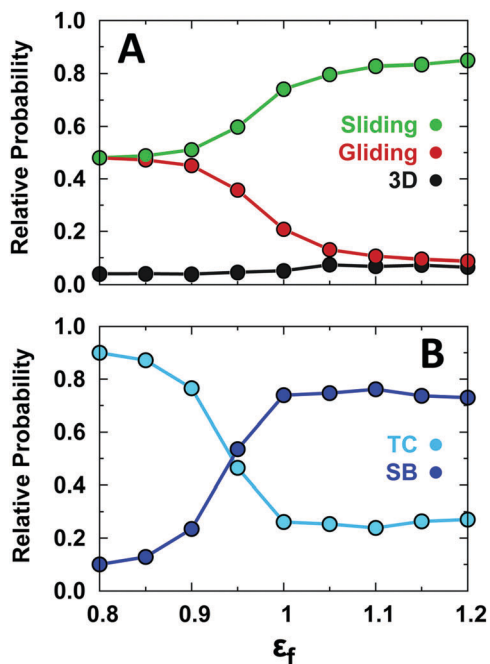 A
Relative Probability
1.0
0.8
0.6
0.4
0.2
0.0
Sliding
Gliding
3D
B
Relative Probability
1.0
0.8
0.6
0.4
0.2
0.0
TC
SB
0.8
0.9
1
1.1
1.2
ε_f